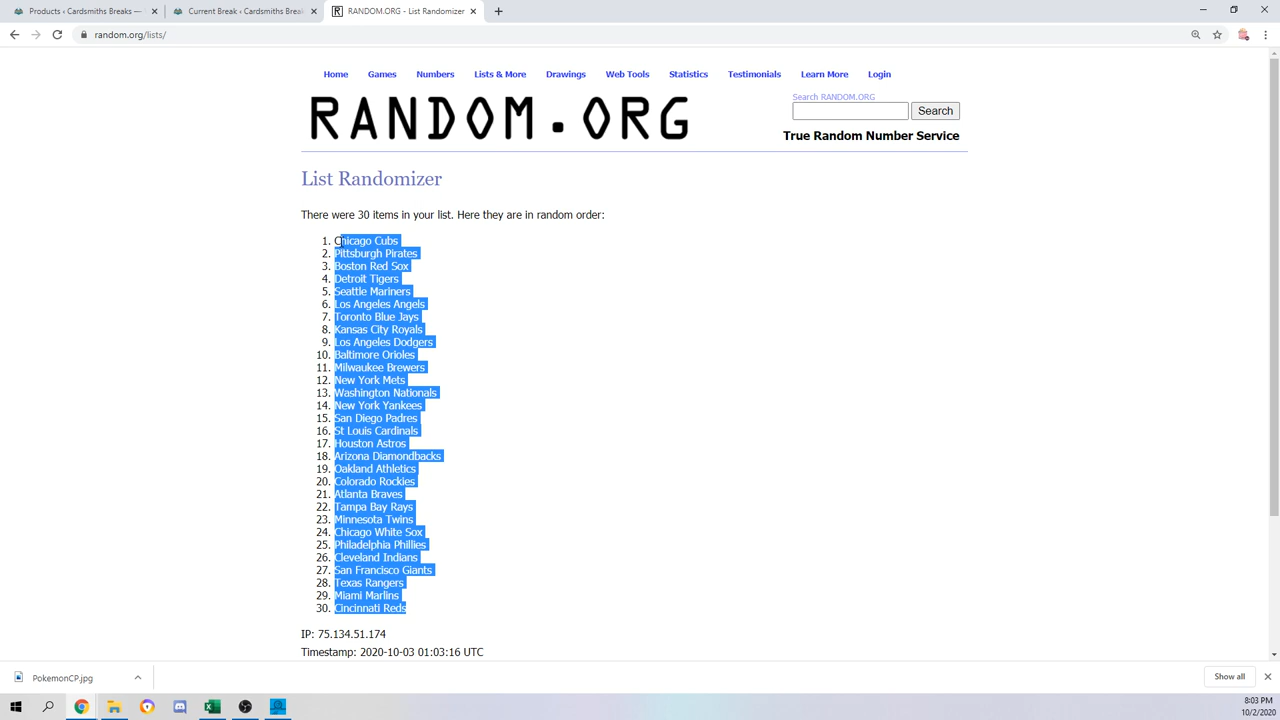 Products ‹ Cardsmiths Breaks —
Current Break ‹ Cardsmiths Break
RANDOM.ORG - List Randomizer
random.org/lists/
Home Games Numbers Lists & More Drawings Web Tools Statistics Testimonials Learn More Login
RANDOM.ORG
Search RANDOM.ORG
Search
True Random Number Service
List Randomizer
There were 30 items in your list. Here they are in random order:
1. Chicago Cubs
2. Pittsburgh Pirates
3. Boston Red Sox
4. Detroit Tigers
5. Seattle Mariners
6. Los Angeles Angels
7. Toronto Blue Jays
8. Kansas City Royals
9. Los Angeles Dodgers
10. Baltimore Orioles
11. Milwaukee Brewers
12. New York Mets
13. Washington Nationals
14. New York Yankees
15. San Diego Padres
16. St Louis Cardinals
17. Houston Astros
18. Arizona Diamondbacks
19. Oakland Athletics
20. Colorado Rockies
21. Atlanta Braves
22. Tampa Bay Rays
23. Minnesota Twins
24. Chicago White Sox
25. Philadelphia Phillies
26. Cleveland Indians
27. San Francisco Giants
28. Texas Rangers
29. Miami Marlins
30. Cincinnati Reds
IP: 75.134.51.174
Timestamp: 2020-10-03 01:03:16 UTC
PokemonCP.jpg
Show all
8:03 PM
10/2/2020